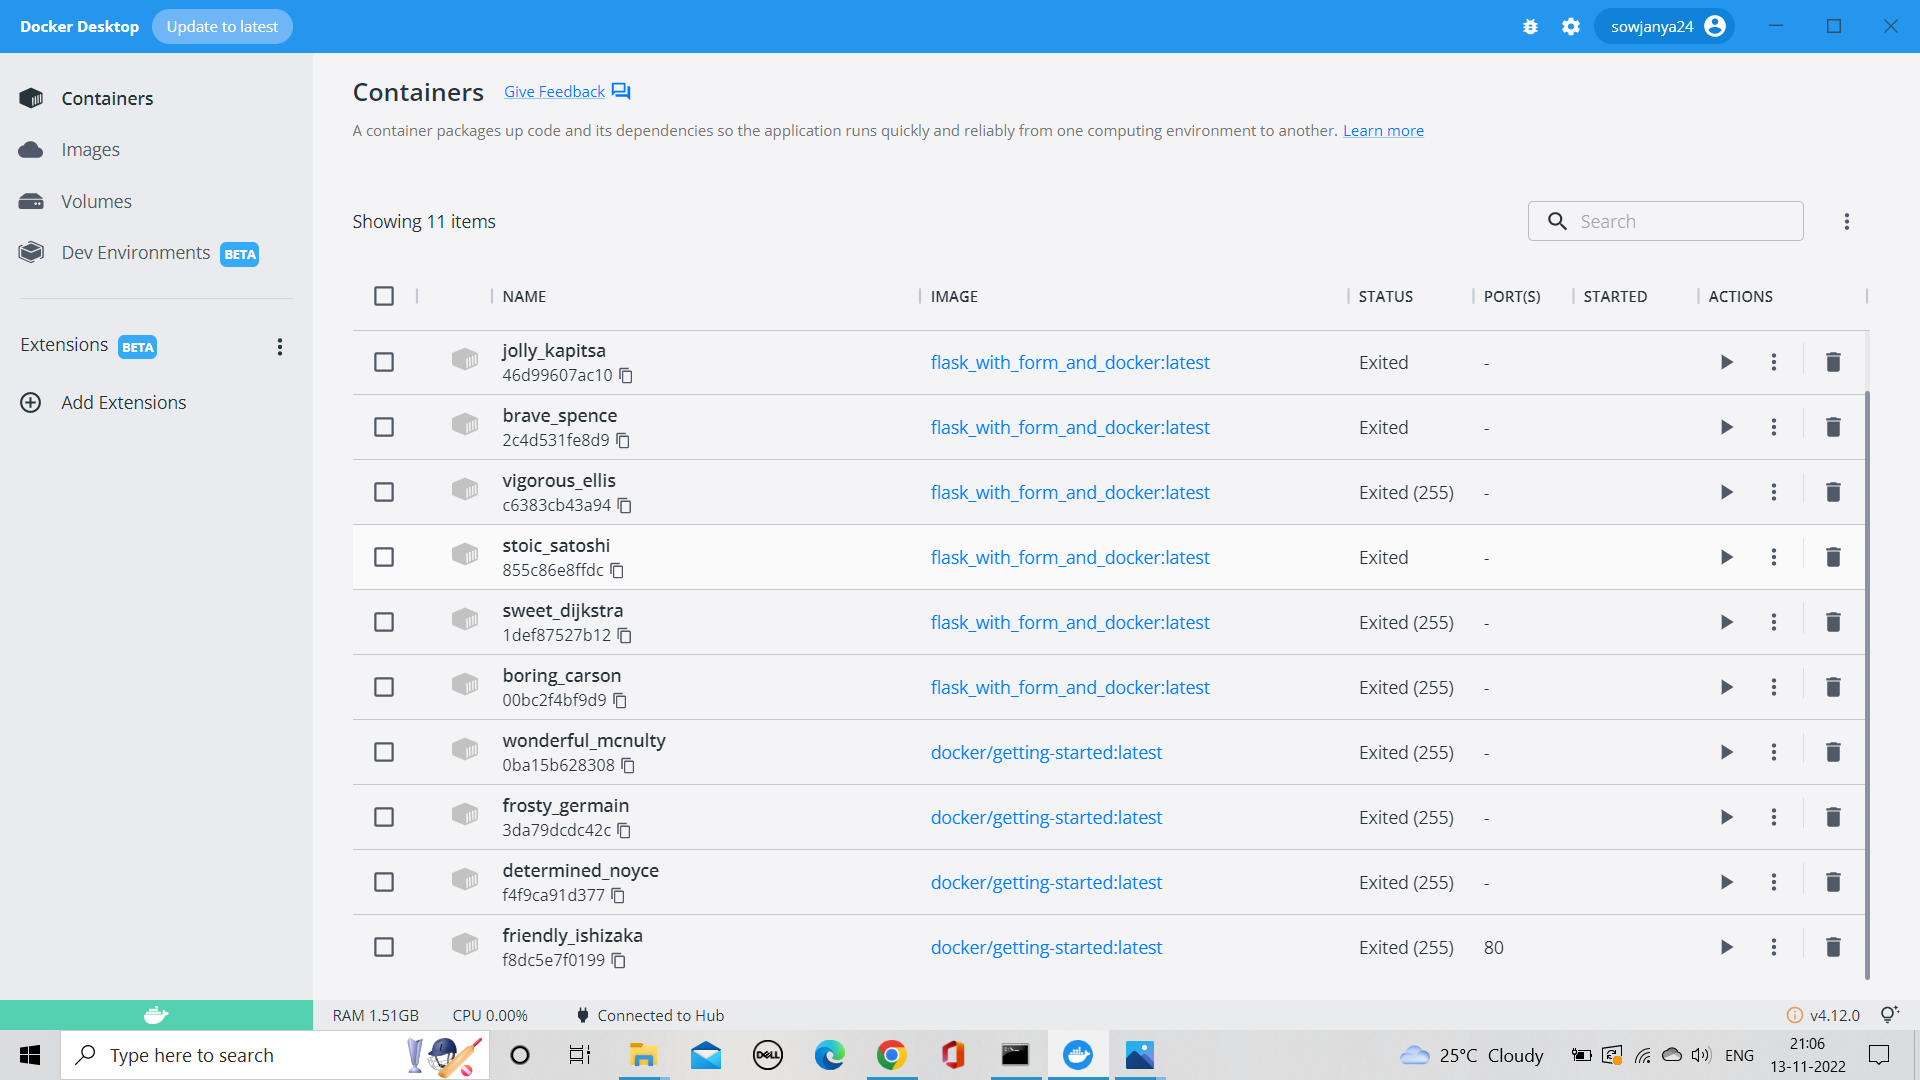 Docker Desktop
Update to latest
sowjanya24
Containers
Images
Volumes
Dev Environments BETA
Extensions BETA
Add Extensions
Containers Give Feedback
A container packages up code and its dependencies so the application runs quickly and reliably from one computing environment to another. Learn more
Showing 11 items
Search
NAME IMAGE STATUS PORT(S) STARTED ACTIONS
jolly_kapitsa
46d99607ac10
flask_with_form_and_docker:latest Exited -
brave_spence
2c4d531fe8d9
flask_with_form_and_docker:latest Exited -
vigorous_ellis
c6383cb43a94
flask_with_form_and_docker:latest Exited (255) -
stoic_satoshi
855c86e8ffdc
flask_with_form_and_docker:latest Exited -
sweet_dijkstra
1def87527b12
flask_with_form_and_docker:latest Exited (255) -
boring_carson
00bc2f4bf9d9
flask_with_form_and_docker:latest Exited (255) -
wonderful_mcnulty
0ba15b628308
docker/getting-started:latest Exited (255) -
frosty_germain
3da79dcdc42c
docker/getting-started:latest Exited (255) -
determined_noyce
f4f9ca91d377
docker/getting-started:latest Exited (255) -
friendly_ishizaka
f8dc5e7f0199
docker/getting-started:latest Exited (255) 80
RAM 1.51GB CPU 0.00% Connected to Hub v4.12.0
Type here to search
DELL
25°C Cloudy
ENG
21:06
13-11-2022